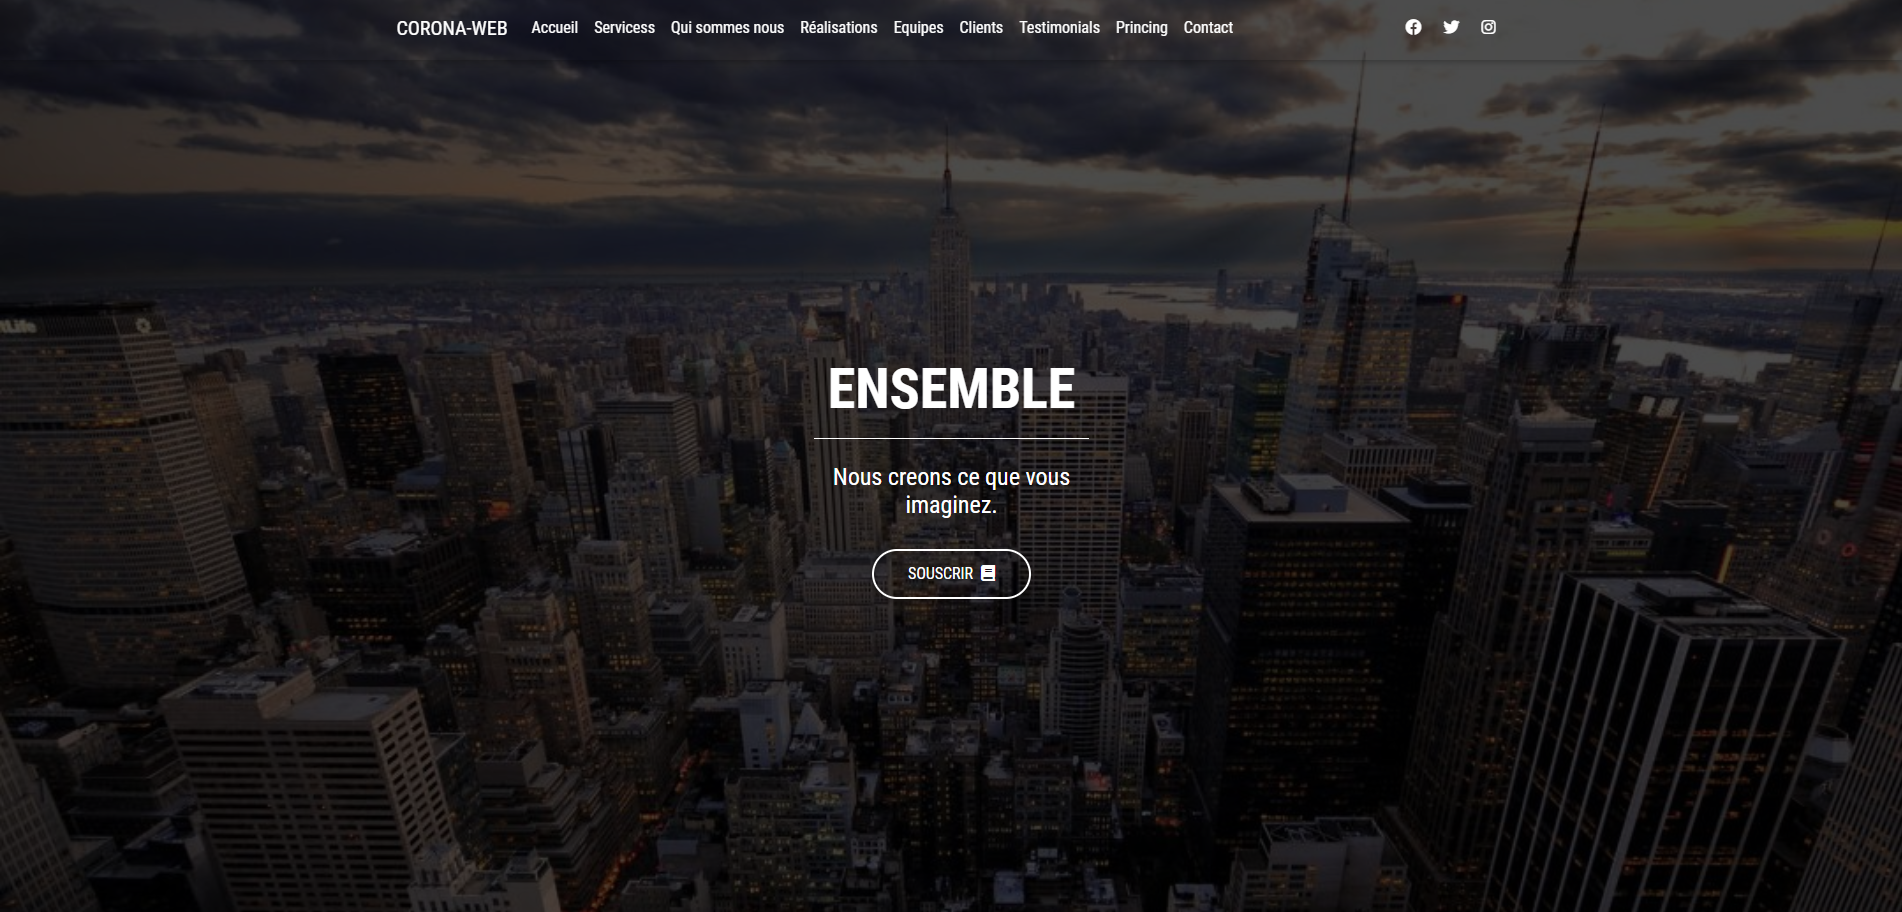 CORONA-WEB Accueil Servicess Qui sommes nous Réalisations Equipes Clients Testimonials Princing Contact
ENSEMBLE
Nous creons ce que vous
imaginez.
SOUSCRIR